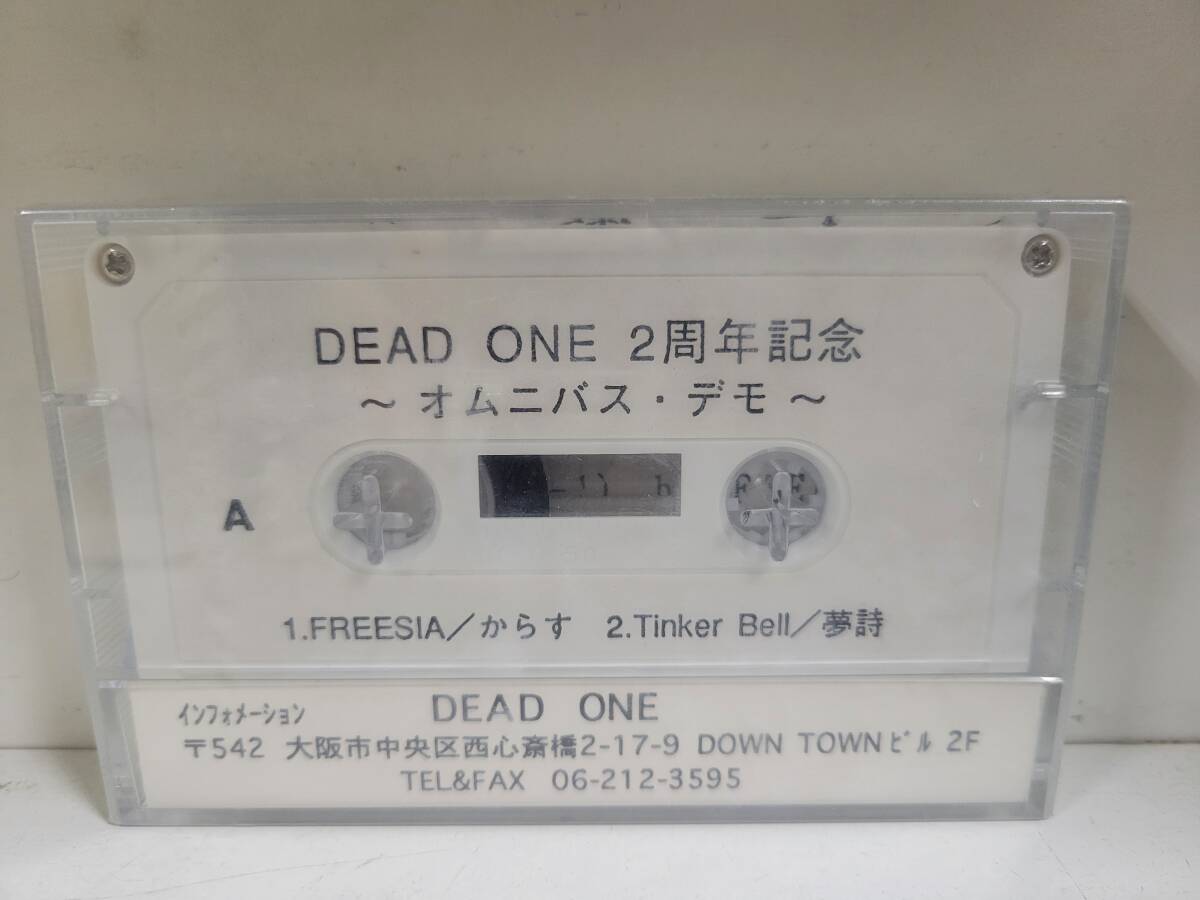 DEAD ONE 2周年記念
～ オムニバス・デモ ～
A
1.FREESIA／からす 2.Tinker Bell／夢詩
ｲﾝﾌｫﾒｰｼｮﾝ DEAD ONE
〒542 大阪市中央区西心斎橋2-17-9 DOWN TOWNﾋﾞﾙ 2F
TEL&FAX 06-212-3595